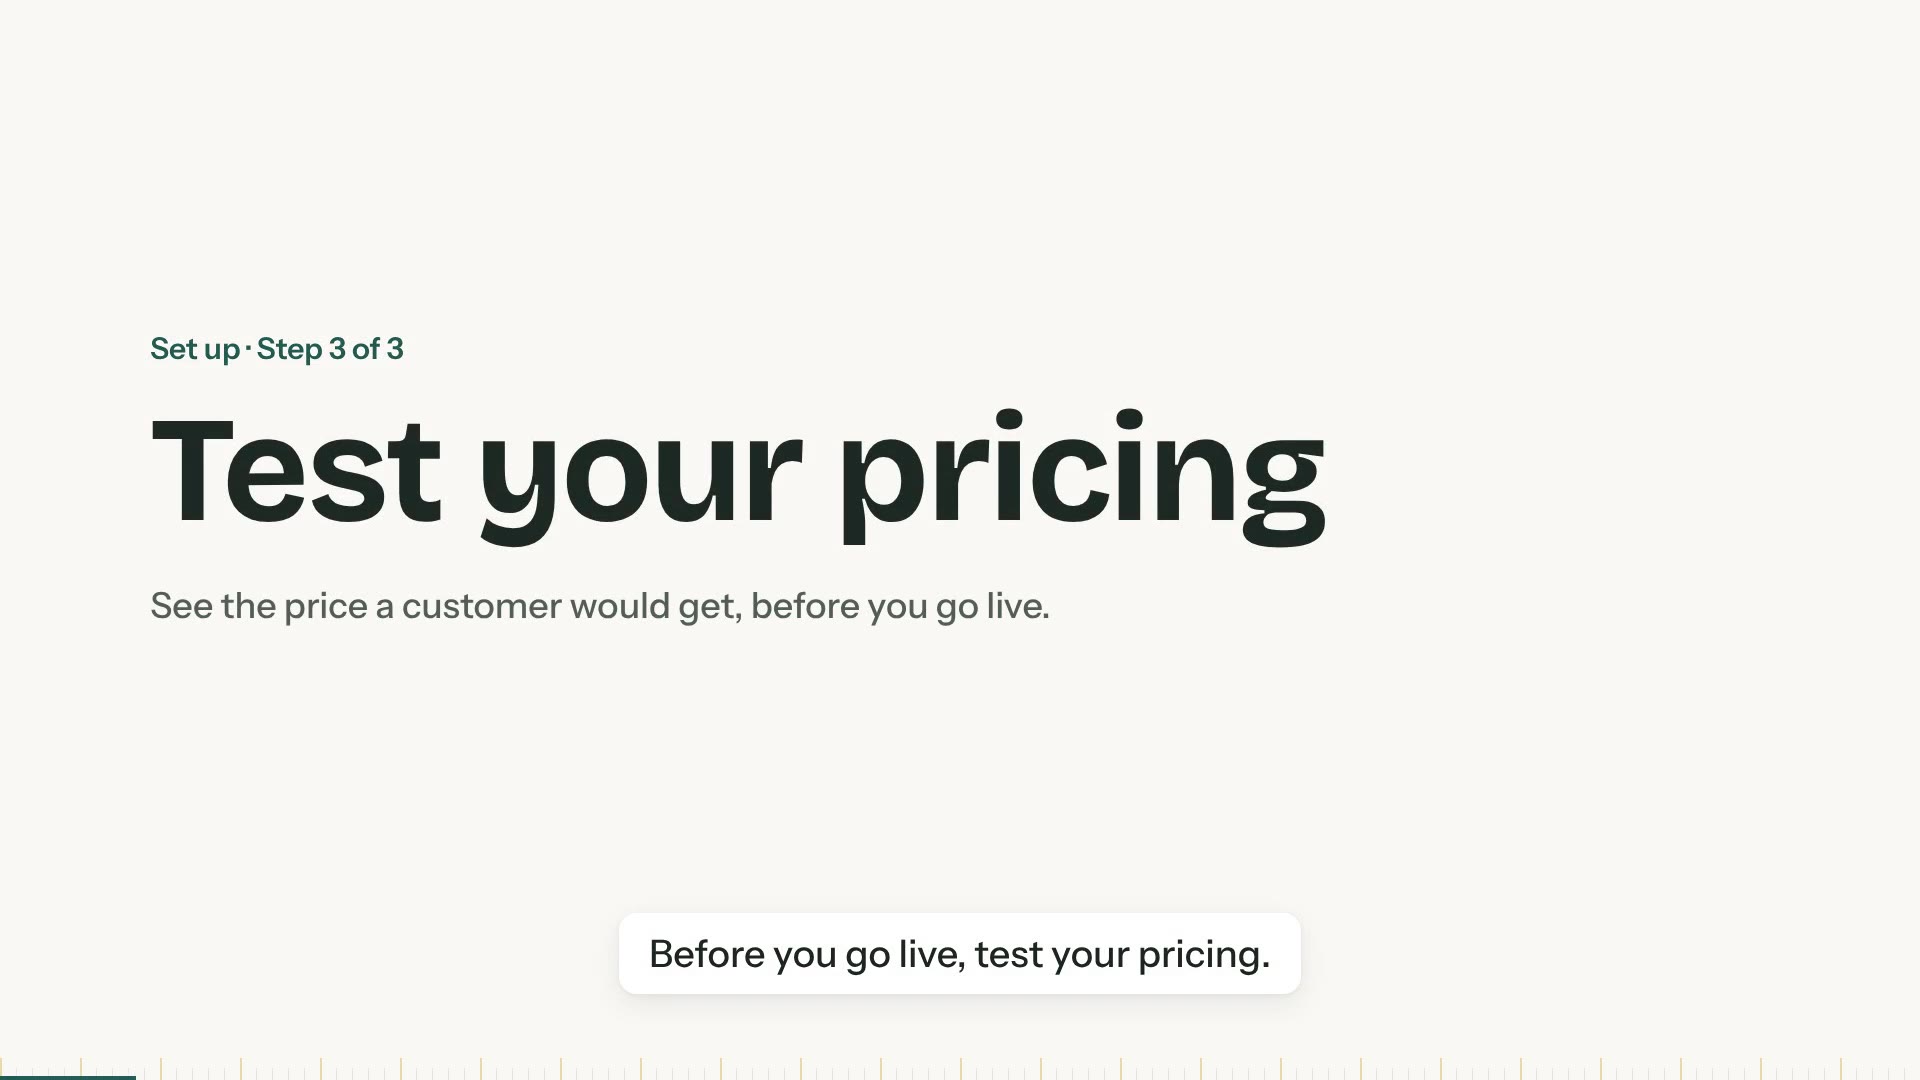 Set up · Step 3 of 3
Test your pricing
See the price a customer would get, before you go live.
Before you go live, test your pricing.